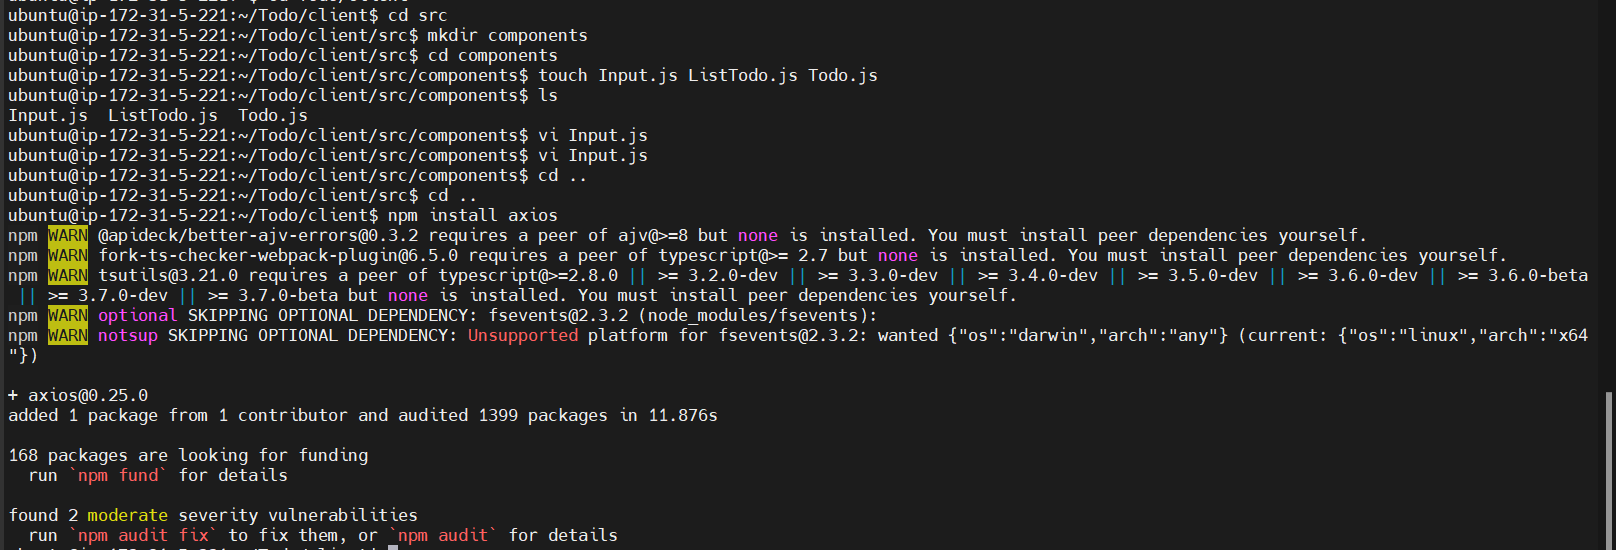 ubuntu@ip-172-31-5-221:~/Todo/client$ cd src
ubuntu@ip-172-31-5-221:~/Todo/client/src$ mkdir components
ubuntu@ip-172-31-5-221:~/Todo/client/src$ cd components
ubuntu@ip-172-31-5-221:~/Todo/client/src/components$ touch Input.js ListTodo.js Todo.js
ubuntu@ip-172-31-5-221:~/Todo/client/src/components$ ls
Input.js  ListTodo.js  Todo.js
ubuntu@ip-172-31-5-221:~/Todo/client/src/components$ vi Input.js
ubuntu@ip-172-31-5-221:~/Todo/client/src/components$ vi Input.js
ubuntu@ip-172-31-5-221:~/Todo/client/src/components$ cd ..
ubuntu@ip-172-31-5-221:~/Todo/client/src$ cd ..
ubuntu@ip-172-31-5-221:~/Todo/client$ npm install axios
npm WARN @apideck/better-ajv-errors@0.3.2 requires a peer of ajv@>=8 but none is installed. You must install peer dependencies yourself.
npm WARN fork-ts-checker-webpack-plugin@6.5.0 requires a peer of typescript@>= 2.7 but none is installed. You must install peer dependencies yourself.
npm WARN tsutils@3.21.0 requires a peer of typescript@>=2.8.0 || >= 3.2.0-dev || >= 3.3.0-dev || >= 3.4.0-dev || >= 3.5.0-dev || >= 3.6.0-dev || >= 3.6.0-beta
 || >= 3.7.0-dev || >= 3.7.0-beta but none is installed. You must install peer dependencies yourself.
npm WARN optional SKIPPING OPTIONAL DEPENDENCY: fsevents@2.3.2 (node_modules/fsevents):
npm WARN notsup SKIPPING OPTIONAL DEPENDENCY: Unsupported platform for fsevents@2.3.2: wanted {"os":"darwin","arch":"any"} (current: {"os":"linux","arch":"x64
"})
+ axios@0.25.0
added 1 package from 1 contributor and audited 1399 packages in 11.876s
168 packages are looking for funding
  run `npm fund` for details
found 2 moderate severity vulnerabilities
  run `npm audit fix` to fix them, or `npm audit` for details